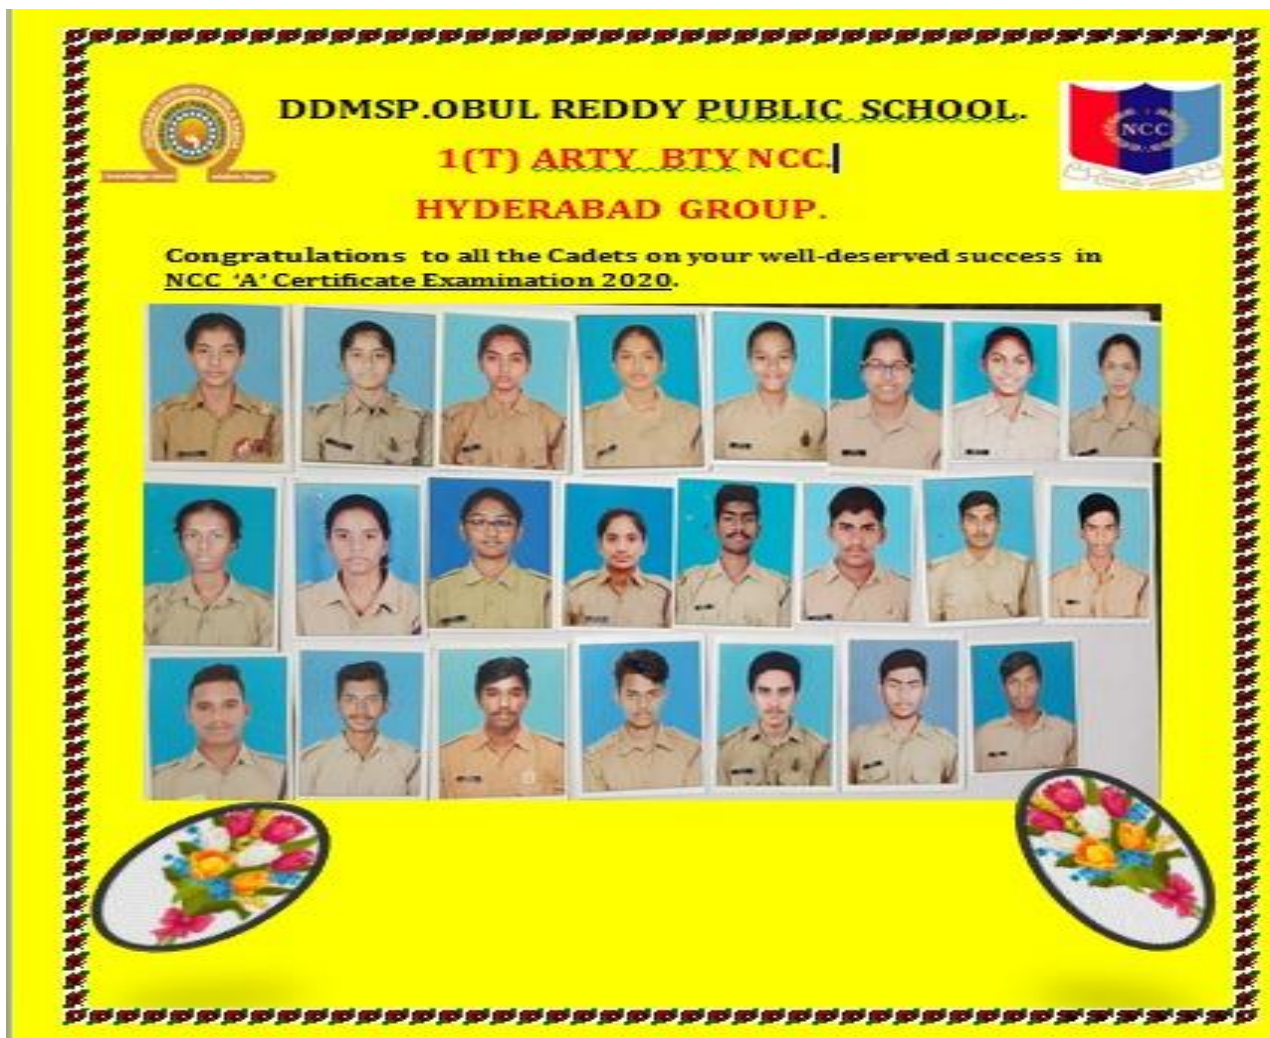 DDMSP.OBUL REDDY PUBLIC SCHOOL.
NCC
1(T) ARTY BTY NCC.
HYDERABAD GROUP.
Congratulations to all the Cadets on your well-deserved success in
NCC 'A' Certificate Examination 2020.